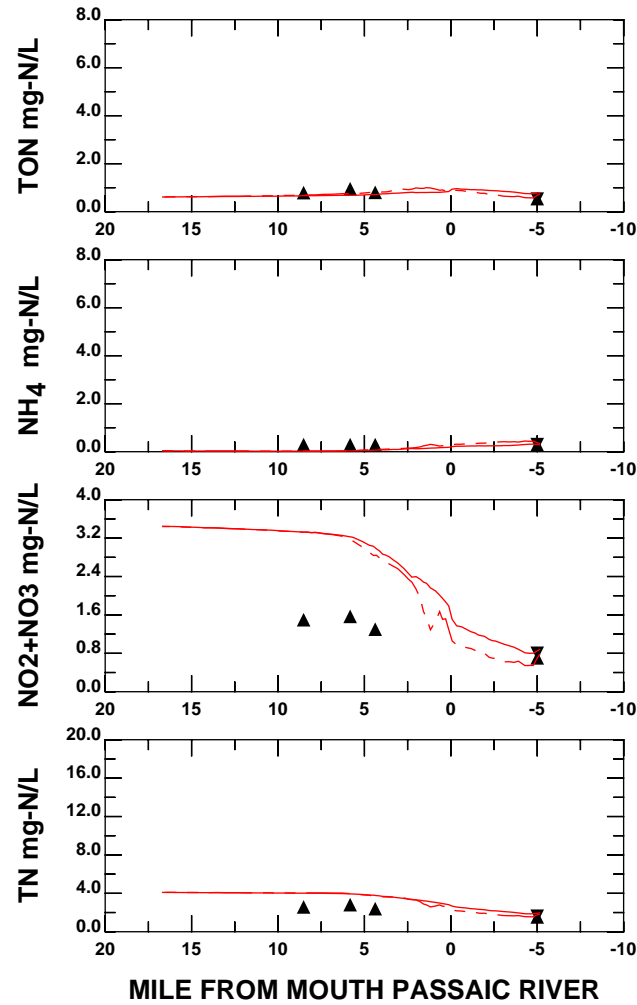 TON mg-N/L
8.0
6.0
4.0
2.0
0.0
20 15 10 5 0 -5 -10
NH4 mg-N/L
8.0
6.0
4.0
2.0
0.0
20 15 10 5 0 -5 -10
NO2+NO3 mg-N/L
4.0
3.2
2.4
1.6
0.8
0.0
20 15 10 5 0 -5 -10
TN mg-N/L
20.0
16.0
12.0
8.0
4.0
0.0
20 15 10 5 0 -5 -10
MILE FROM MOUTH PASSAIC RIVER